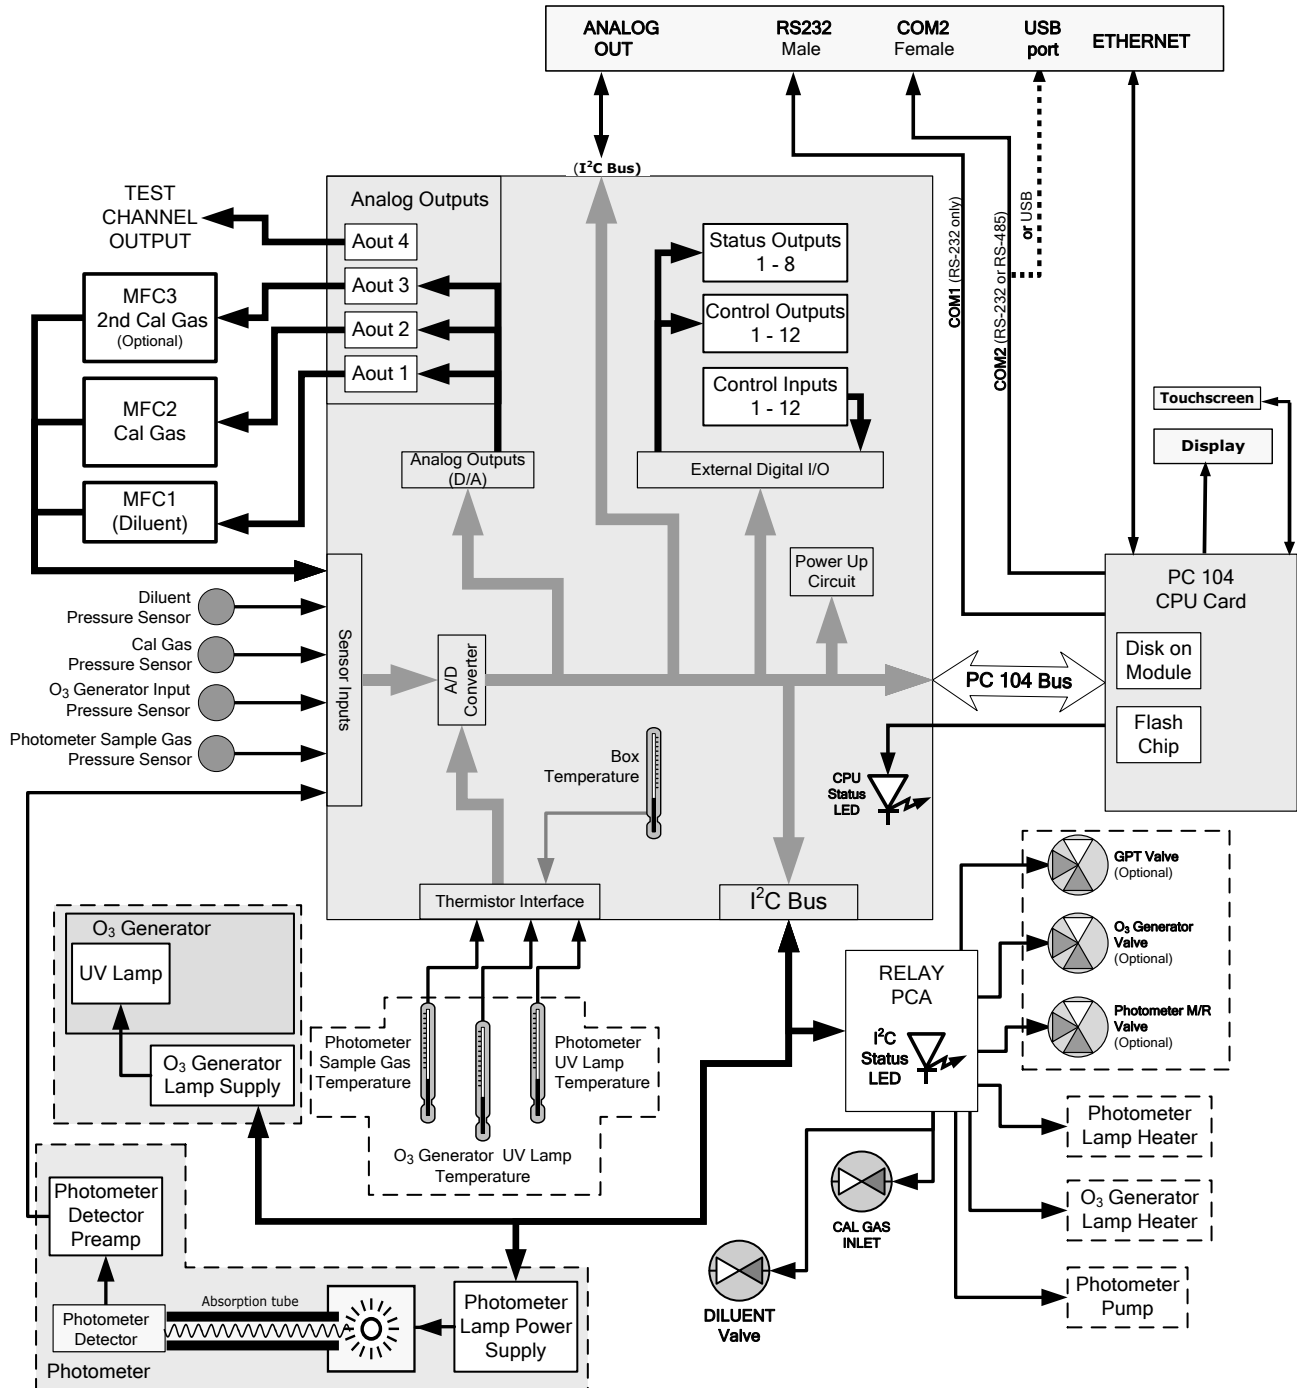 ANALOG
OUT
RS232
Male
COM2
Female
USB
port
ETHERNET
(I²C Bus)
TEST
CHANNEL
OUTPUT
Analog Outputs
Aout 4
Aout 3
Aout 2
Aout 1
MFC3
2nd Cal Gas
(Optional)
MFC2
Cal Gas
MFC1
(Diluent)
Status Outputs
1 - 8
Control Outputs
1 - 12
Control Inputs
1 - 12
Analog Outputs
(D/A)
External Digital I/O
COM1 (RS-232 only)
COM2 (RS-232 or RS-485)
or USB
Touchscreen
Display
Power Up
Circuit
PC 104
CPU Card
Disk on
Module
Flash
Chip
PC 104 Bus
Diluent
Pressure Sensor
Cal Gas
Pressure Sensor
O₃ Generator Input
Pressure Sensor
Photometer Sample Gas
Pressure Sensor
Sensor Inputs
A/D
Converter
Box
Temperature
CPU
Status
LED
Thermistor Interface
I²C Bus
GPT Valve
(Optional)
O₃ Generator
Valve
(Optional)
Photometer M/R
Valve
(Optional)
RELAY
PCA
I²C
Status
LED
O₃ Generator
UV Lamp
O₃ Generator
Lamp Supply
Photometer
Sample Gas
Temperature
Photometer
UV Lamp
Temperature
O₃ Generator UV Lamp
Temperature
Photometer
Lamp Heater
O₃ Generator
Lamp Heater
Photometer
Pump
CAL GAS
INLET
DILUENT
Valve
Photometer
Detector
Preamp
Photometer
Detector
Absorption tube
Photometer
Lamp Power
Supply
Photometer